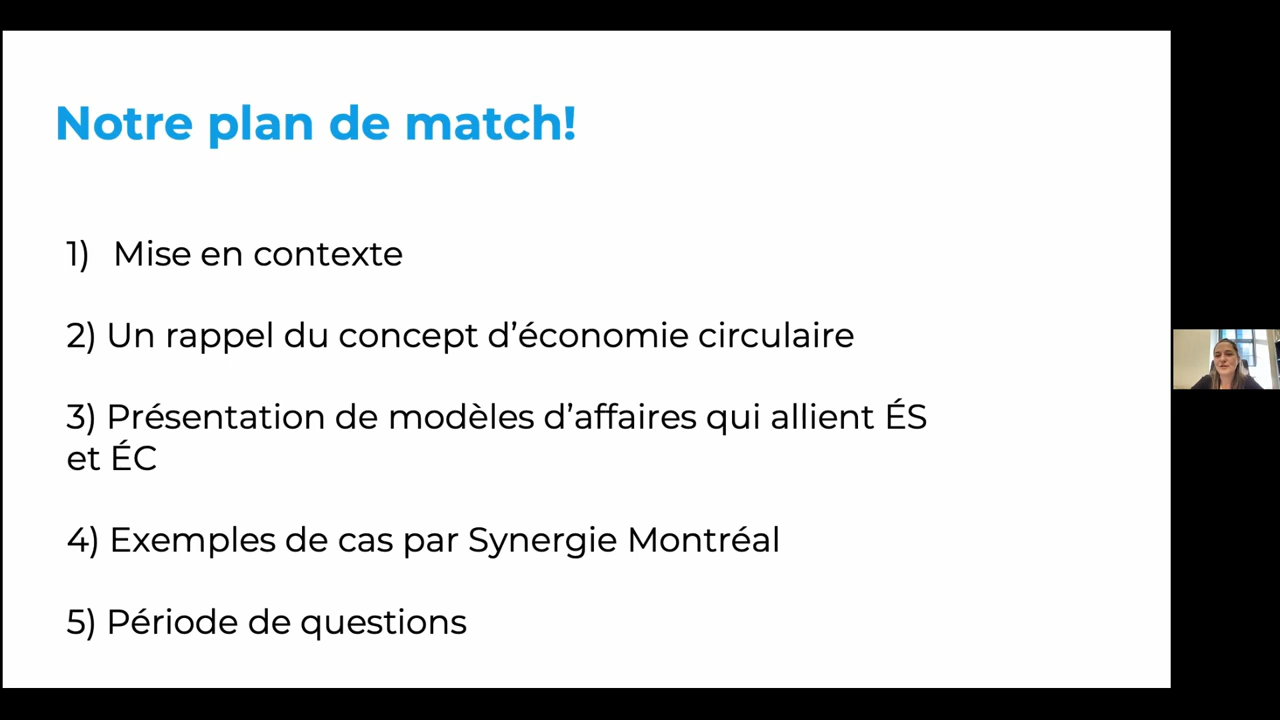 Notre plan de match!
1) Mise en contexte
2) Un rappel du concept d’économie circulaire
3) Présentation de modèles d’affaires qui allient ÉS
et ÉC
4) Exemples de cas par Synergie Montréal
5) Période de questions